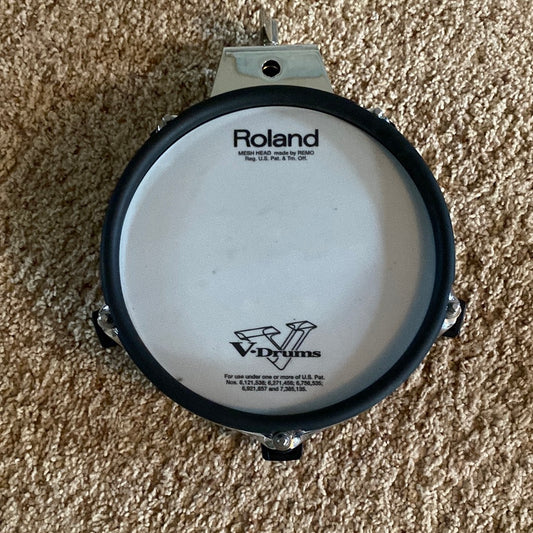 Roland
MESH HEAD made by REMO
Reg. U.S. Pat. & Tm. Off.
V-Drums
For use under one or more of U.S. Pat.
Nos. 6,121,538; 6,271,458; 6,756,535;
6,921,857 and 7,385,135.